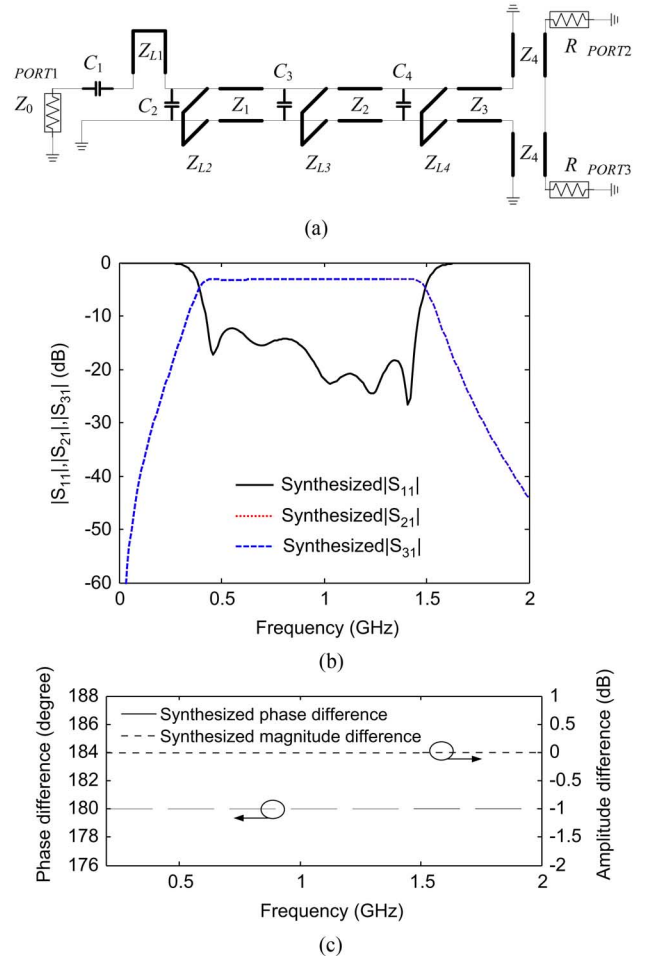 PORT1
Z0
C1
ZL1
C2
ZL2
Z1
C3
ZL3
Z2
C4
ZL4
Z3
Z4
R PORT2
Z4
R PORT3
(a)
|S11|,|S21|,|S31| (dB)
0
-10
-20
-30
-40
-50
-60
Synthesized|S11|
Synthesized|S21|
Synthesized|S31|
0 0.5 1 1.5 2
Frequency (GHz)
(b)
Phase difference (degree)
188
186
184
182
180
178
176
Synthesized phase difference
Synthesized magnitude difference
1
0.5
0
-0.5
-1
-1.5
-2
Amplitude difference (dB)
0.5 1 1.5 2
Frequency (GHz)
(c)